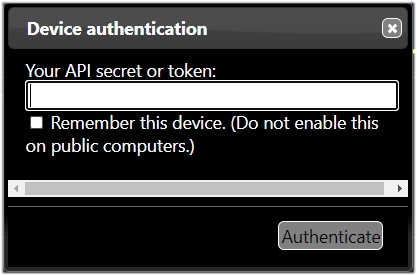 Device authentication
Your API secret or token:
Remember this device. (Do not enable this
on public computers.)
Authenticate